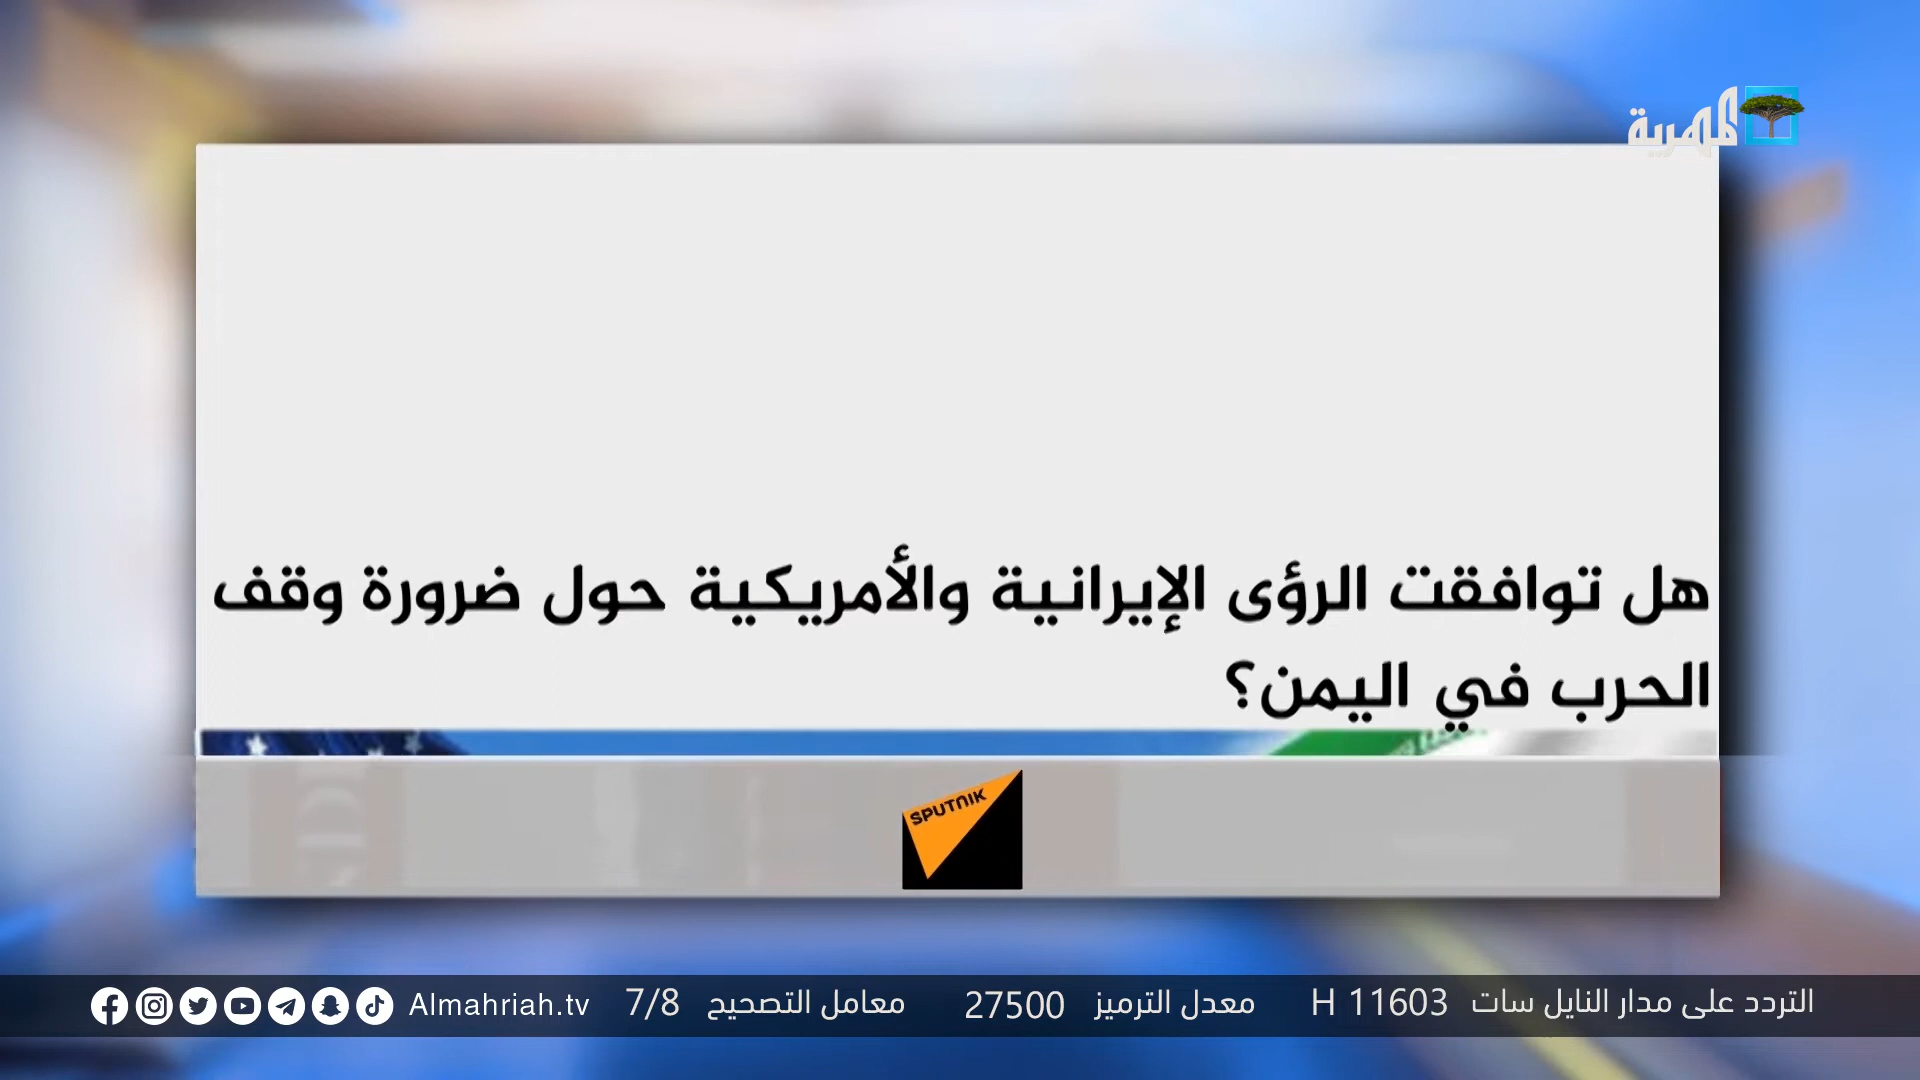 المهرية
هل توافقت الرؤى الإيرانية والأمريكية حول ضرورة وقف
الحرب في اليمن؟
SPUTNIK
التردد على مدار النايل سات 11603 H معدل الترميز 27500 معامل التصحيح 7/8 Almahriah.tv